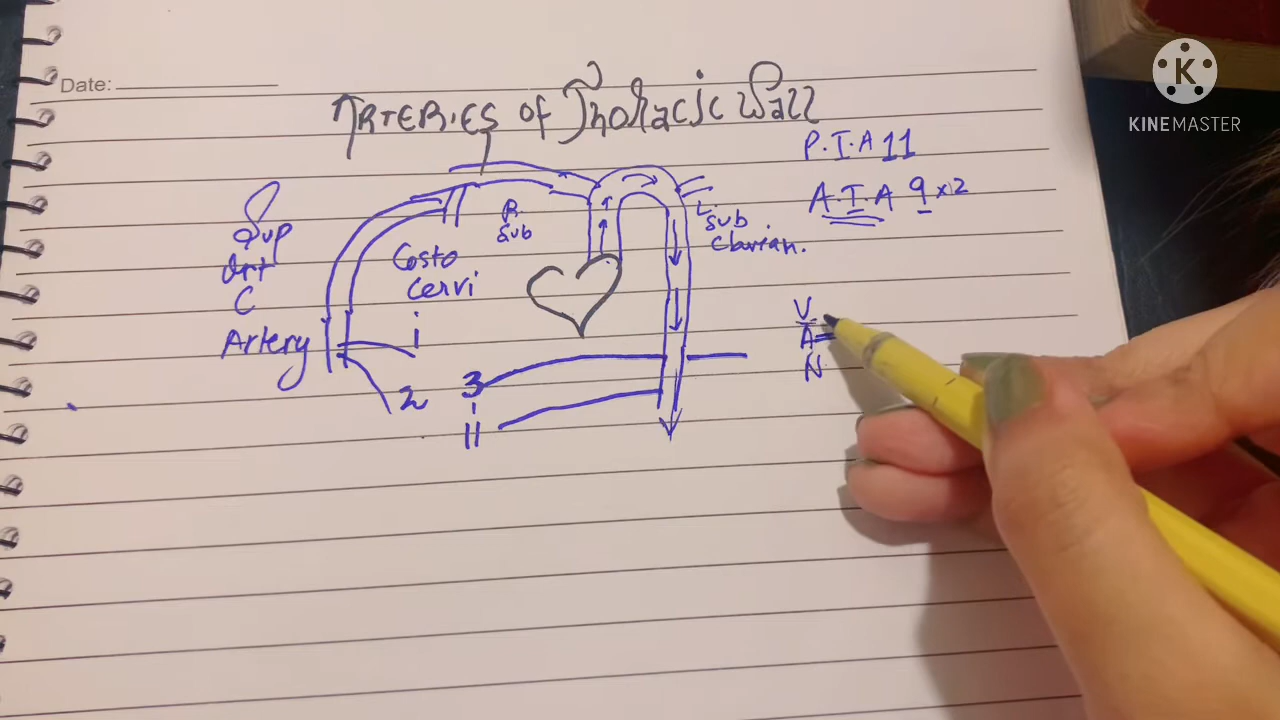 Date:
ARTERIES of Thoracic Wall
P.I.A 11
A.I.A 9 x2
R.
Sub
L.
Sub
Clavian.
Sup
Int
C
Artery
Costo
Cervi
1
2
3
11
V
A
N
K
KINEMASTER